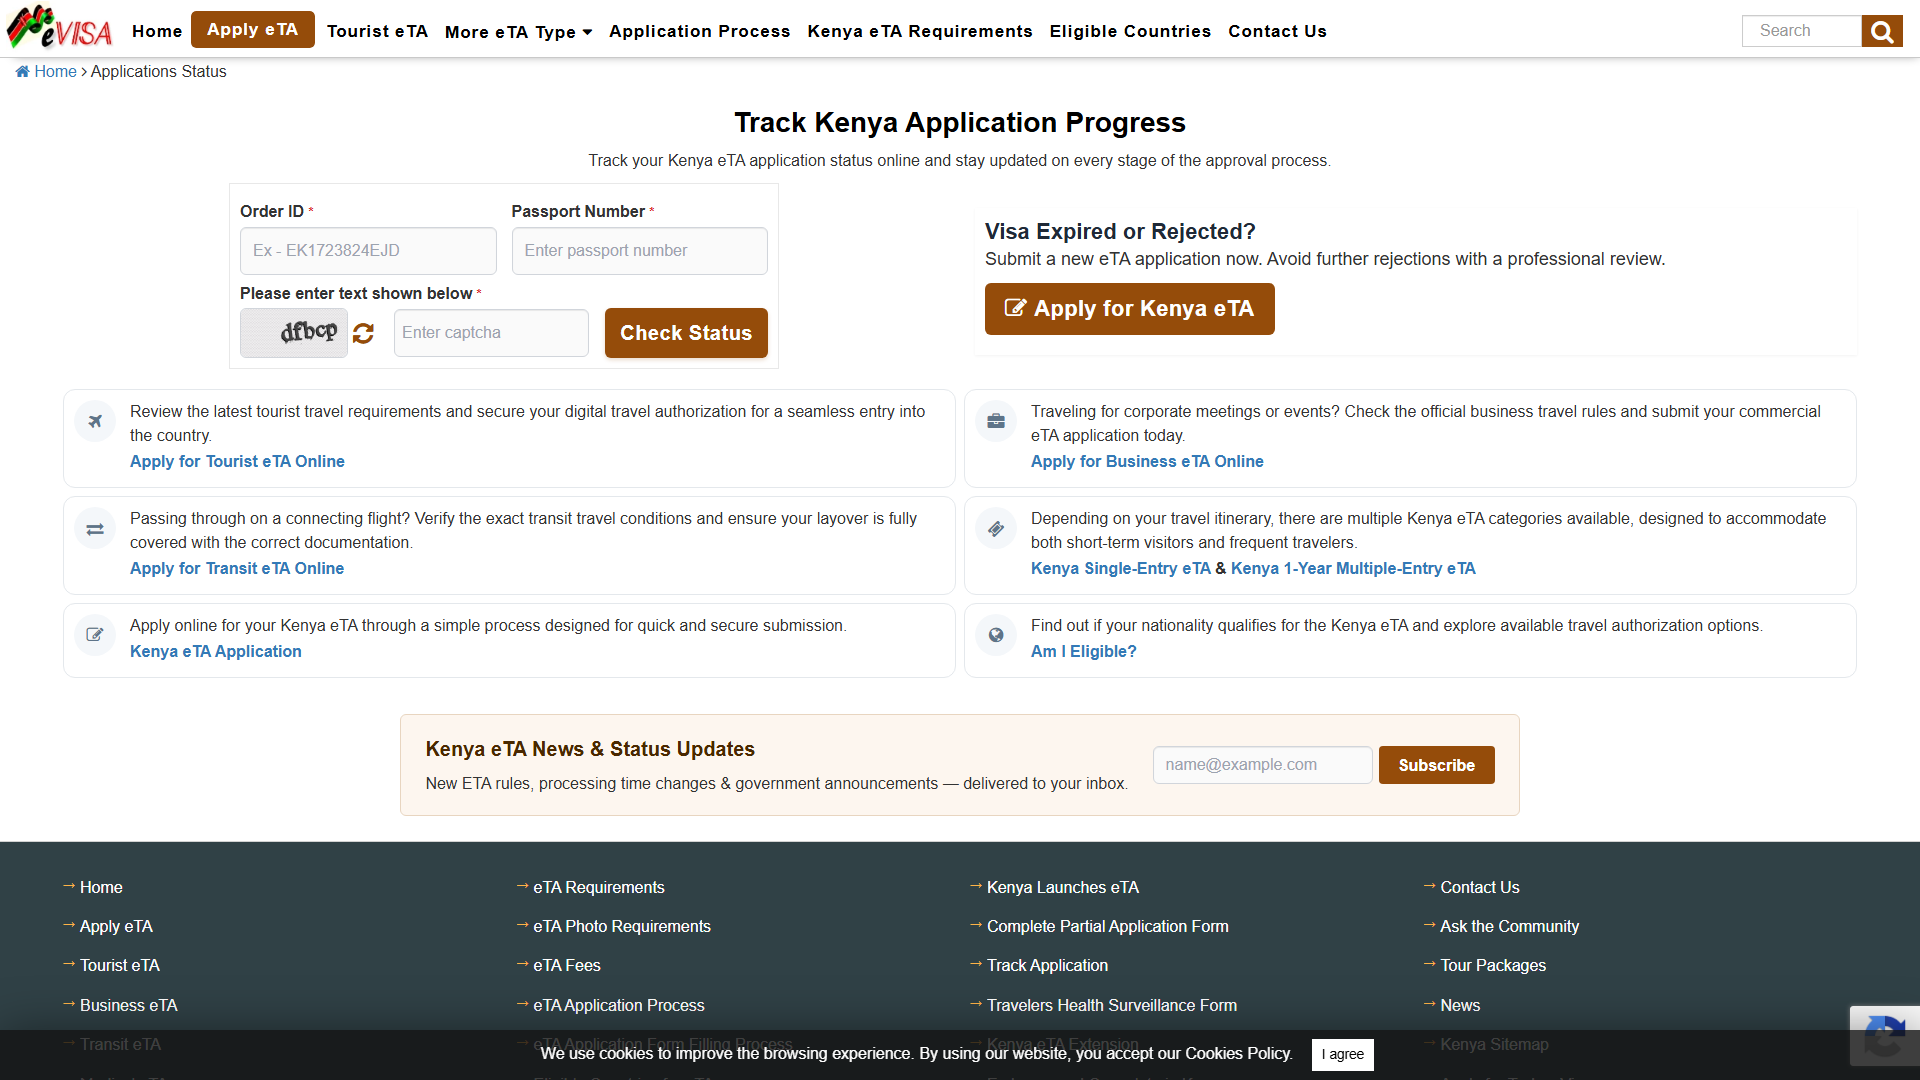 eVISA
Home
Apply eTA
Tourist eTA
More eTA Type
Application Process
Kenya eTA Requirements
Eligible Countries
Contact Us
Search
Home > Applications Status
Track Kenya Application Progress
Track your Kenya eTA application status online and stay updated on every stage of the approval process.
Order ID *
Passport Number *
Ex - EK1723824EJD
Enter passport number
Please enter text shown below *
dfbcp
Enter captcha
Check Status
Visa Expired or Rejected?
Submit a new eTA application now. Avoid further rejections with a professional review.
Apply for Kenya eTA
Review the latest tourist travel requirements and secure your digital travel authorization for a seamless entry into
the country.
Apply for Tourist eTA Online
Traveling for corporate meetings or events? Check the official business travel rules and submit your commercial
eTA application today.
Apply for Business eTA Online
Passing through on a connecting flight? Verify the exact transit travel conditions and ensure your layover is fully
covered with the correct documentation.
Apply for Transit eTA Online
Depending on your travel itinerary, there are multiple Kenya eTA categories available, designed to accommodate
both short-term visitors and frequent travelers.
Kenya Single-Entry eTA & Kenya 1-Year Multiple-Entry eTA
Apply online for your Kenya eTA through a simple process designed for quick and secure submission.
Kenya eTA Application
Find out if your nationality qualifies for the Kenya eTA and explore available travel authorization options.
Am I Eligible?
Kenya eTA News & Status Updates
New ETA rules, processing time changes & government announcements — delivered to your inbox.
name@example.com
Subscribe
→ Home
→ eTA Requirements
→ Kenya Launches eTA
→ Contact Us
→ Apply eTA
→ eTA Photo Requirements
→ Complete Partial Application Form
→ Ask the Community
→ Tourist eTA
→ eTA Fees
→ Track Application
→ Tour Packages
→ Business eTA
→ eTA Application Process
→ Travelers Health Surveillance Form
→ News
→ Transit eTA
→ eTA Application Form Filling Process
→ Kenya eTA Extension
→ Kenya Sitemap
We use cookies to improve the browsing experience. By using our website, you accept our Cookies Policy.
I agree